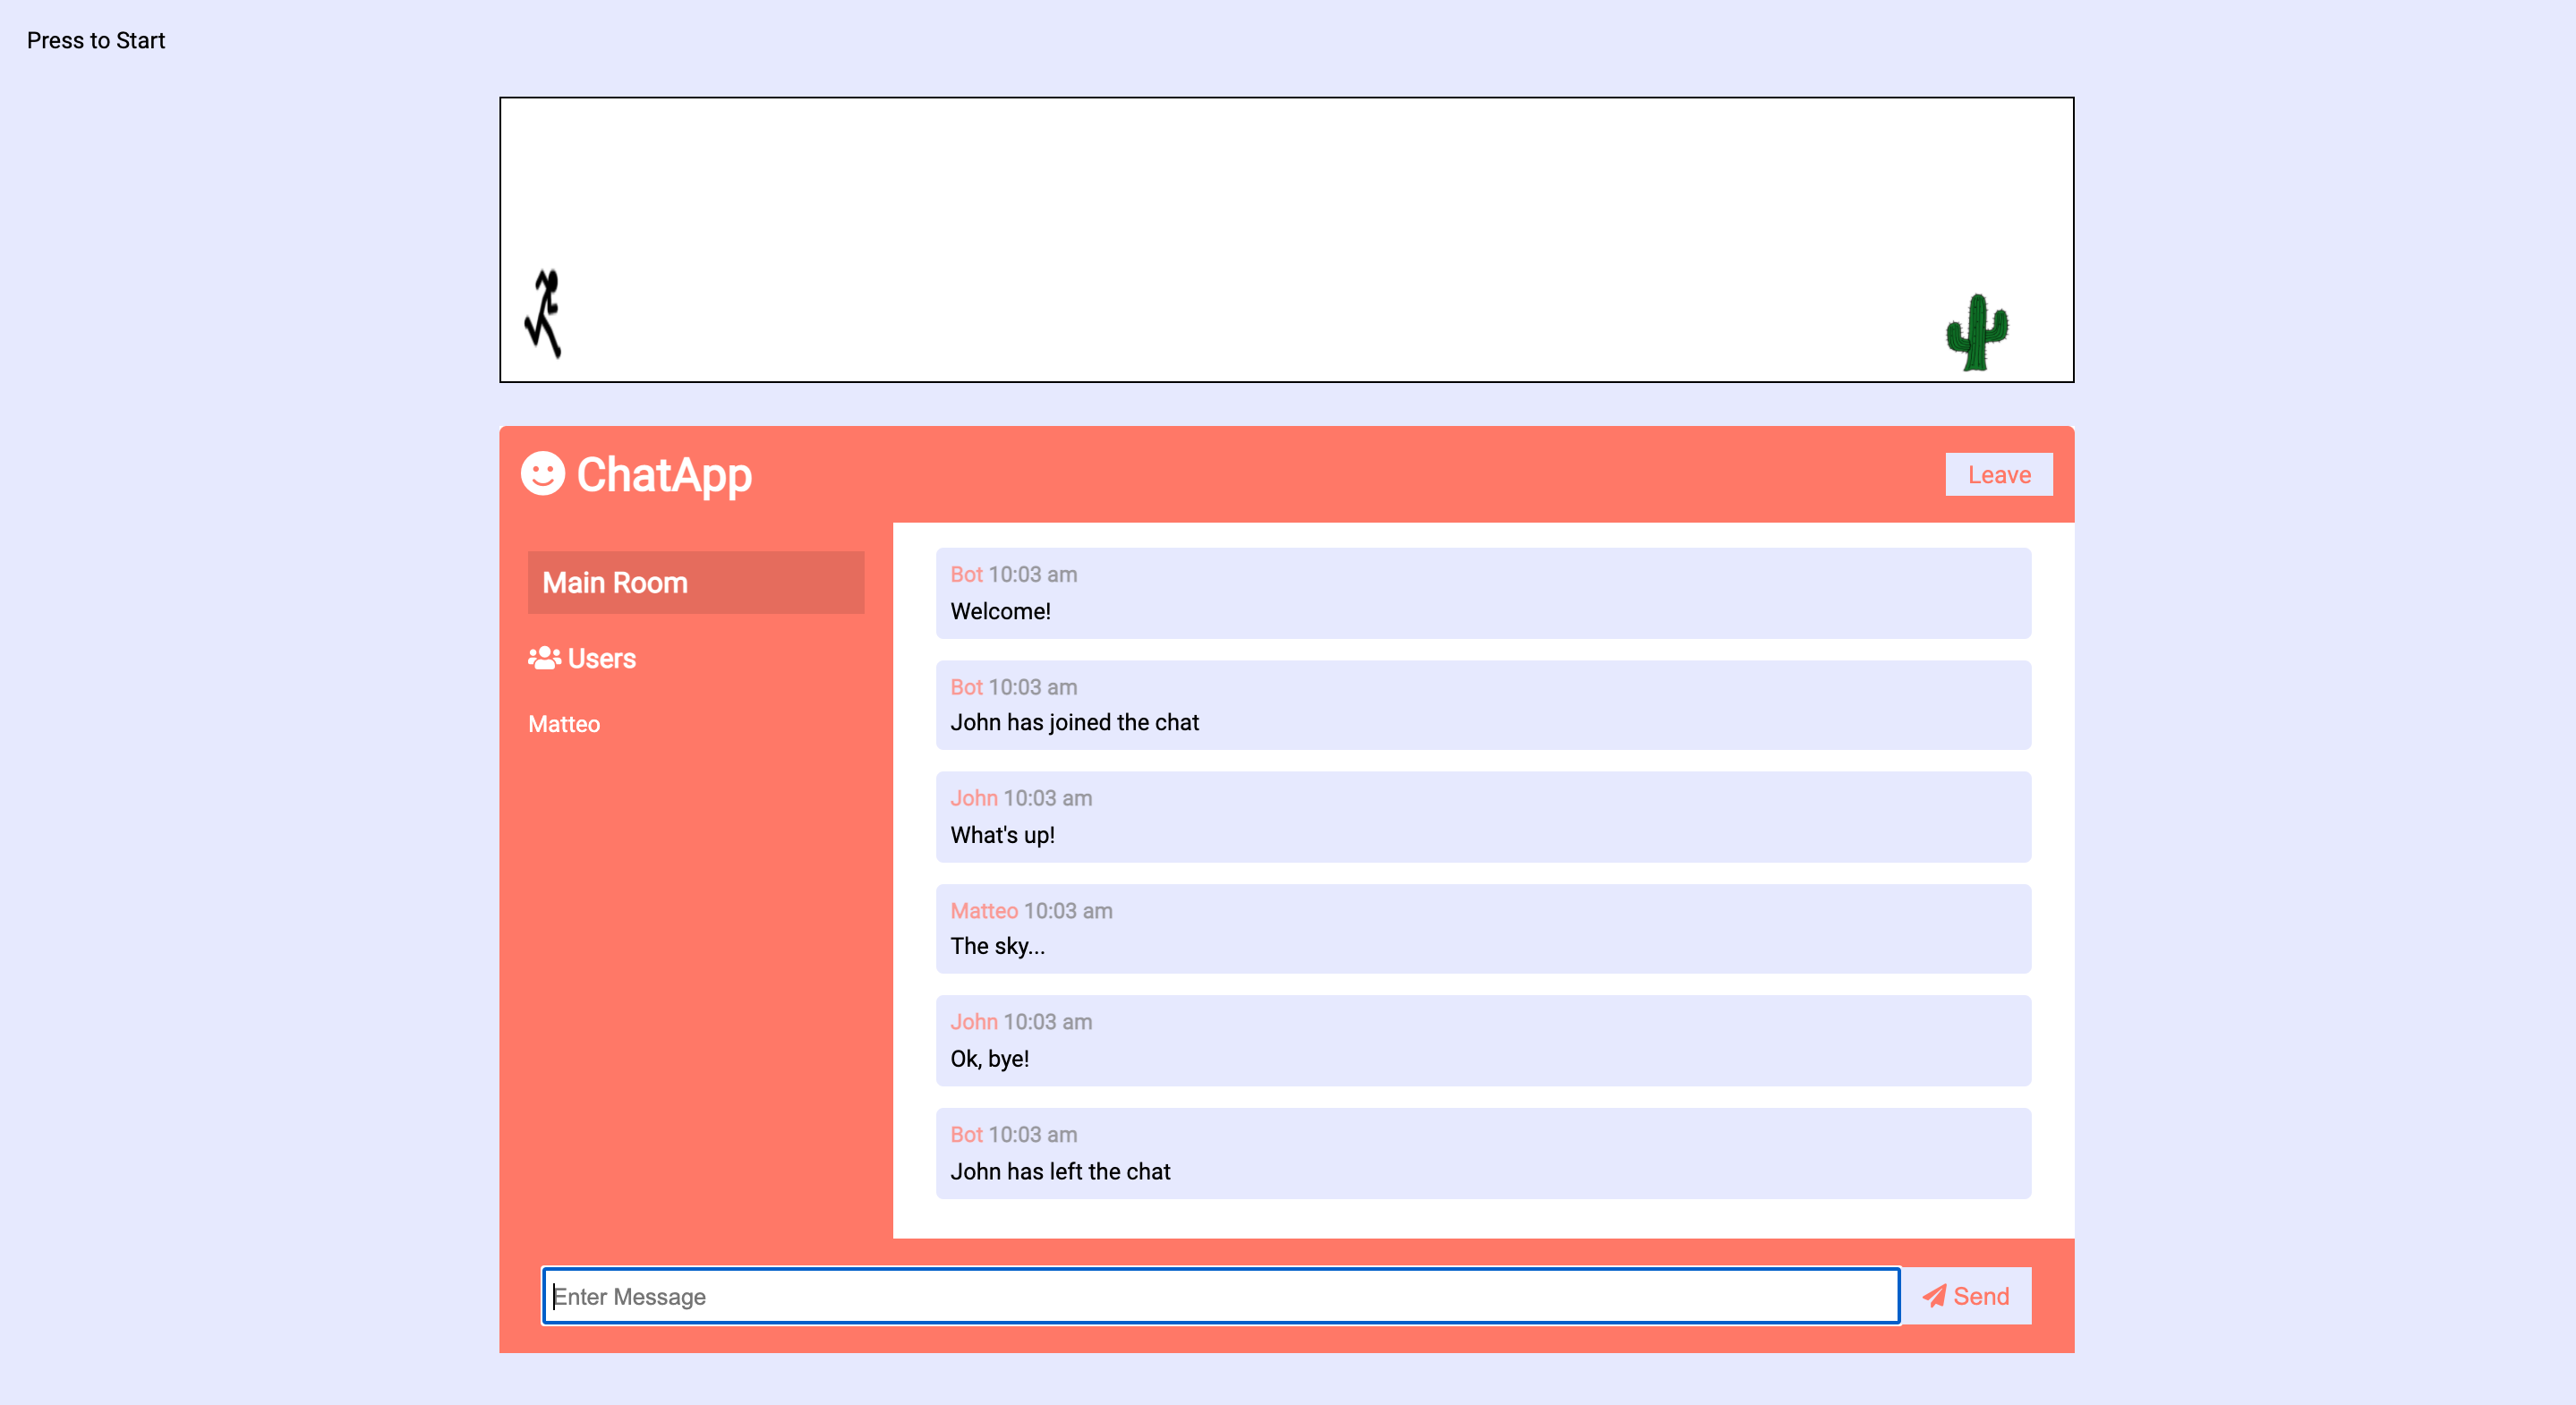 Press to Start
ChatApp
Leave
Main Room
Users
Matteo
Bot 10:03 am
Welcome!
Bot 10:03 am
John has joined the chat
John 10:03 am
What's up!
Matteo 10:03 am
The sky...
John 10:03 am
Ok, bye!
Bot 10:03 am
John has left the chat
Enter Message
Send